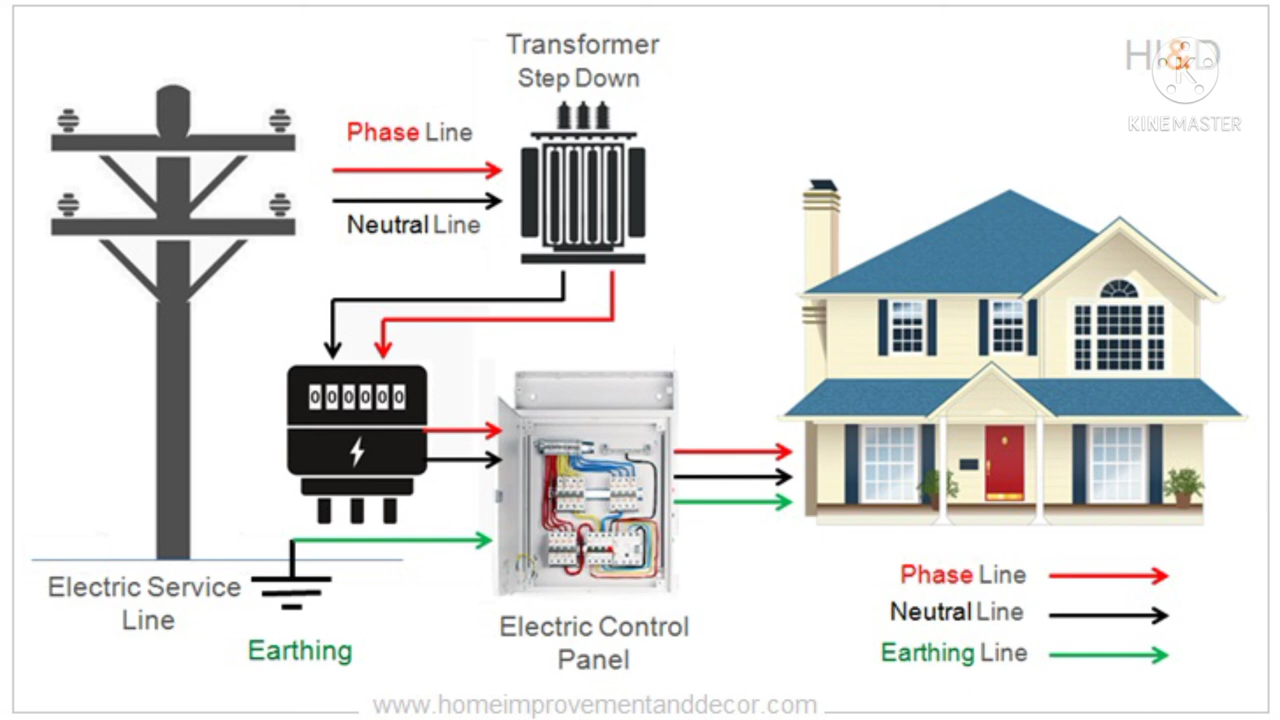 Transformer
Step Down
HI&D
KINEMASTER
Phase Line
Neutral Line
000000
Electric Service
Line
Earthing
Electric Control
Panel
Phase Line
Neutral Line
Earthing Line
www.homeimprovementanddecor.com